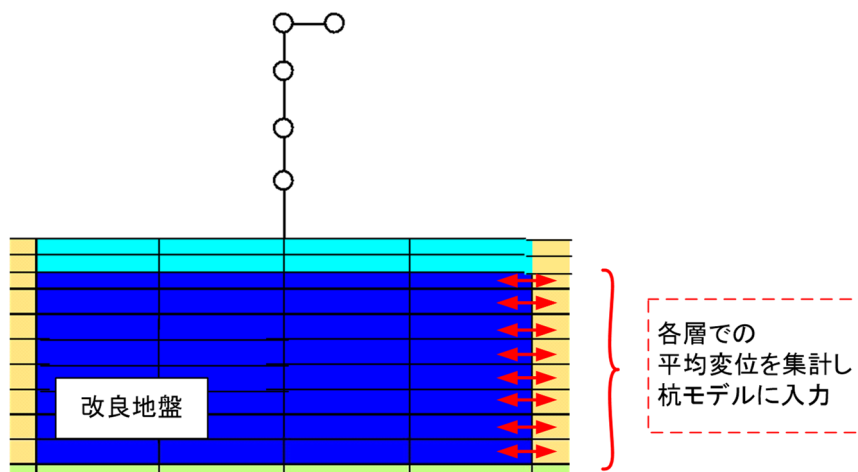 改良地盤
各層での
平均変位を集計し
杭モデルに入力